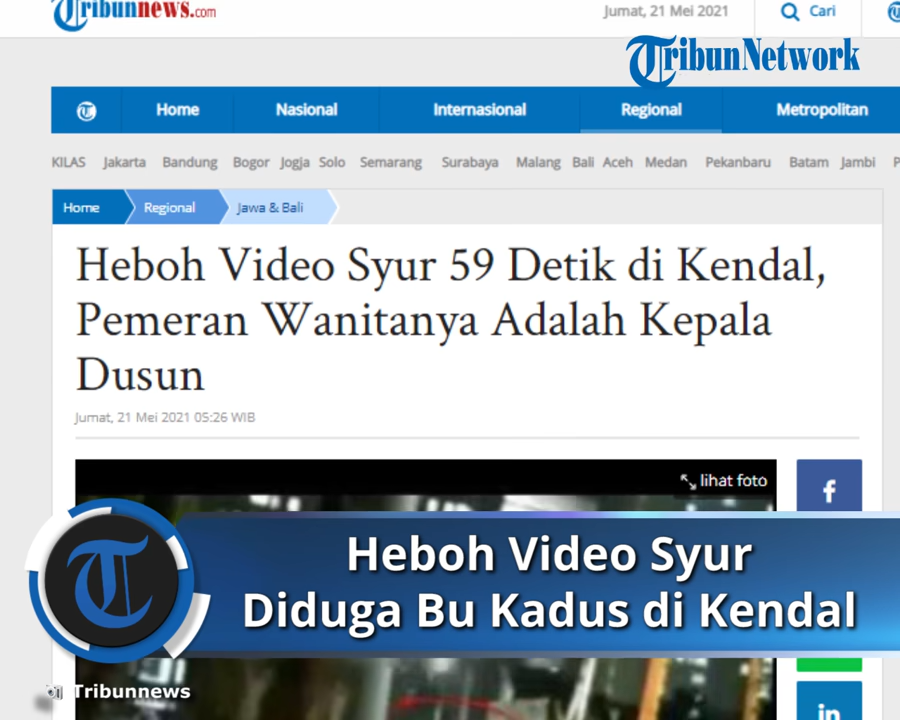 Tribunnews.com
Jumat, 21 Mei 2021
Cari
TribunNetwork
Home Nasional Internasional Regional Metropolitan
KILAS Jakarta Bandung Bogor Jogja Solo Semarang Surabaya Malang Bali Aceh Medan Pekanbaru Batam Jambi P
Home Regional Jawa & Bali
Heboh Video Syur 59 Detik di Kendal,
Pemeran Wanitanya Adalah Kepala
Dusun
Jumat, 21 Mei 2021 05:26 WIB
lihat foto
f
Heboh Video Syur
Diduga Bu Kadus di Kendal
Tribunnews
in